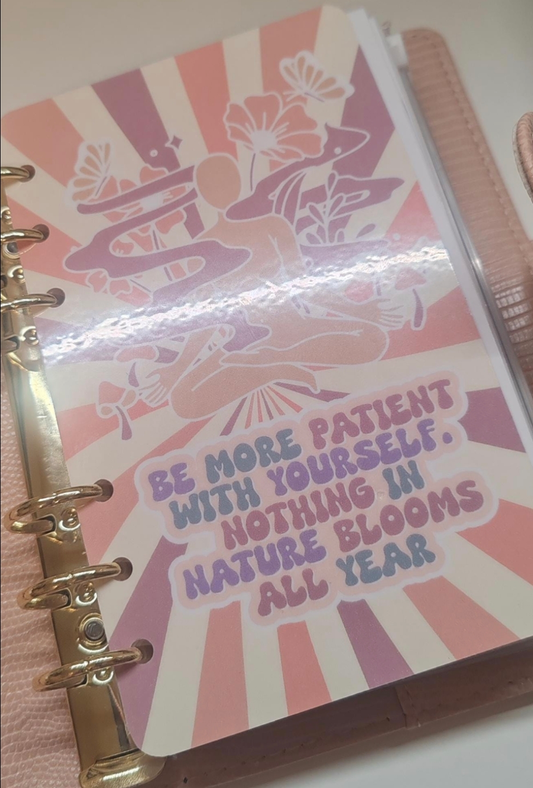 BE MORE PATIENT
WITH YOURSELF.
NOTHING IN
NATURE BLOOMS
ALL YEAR